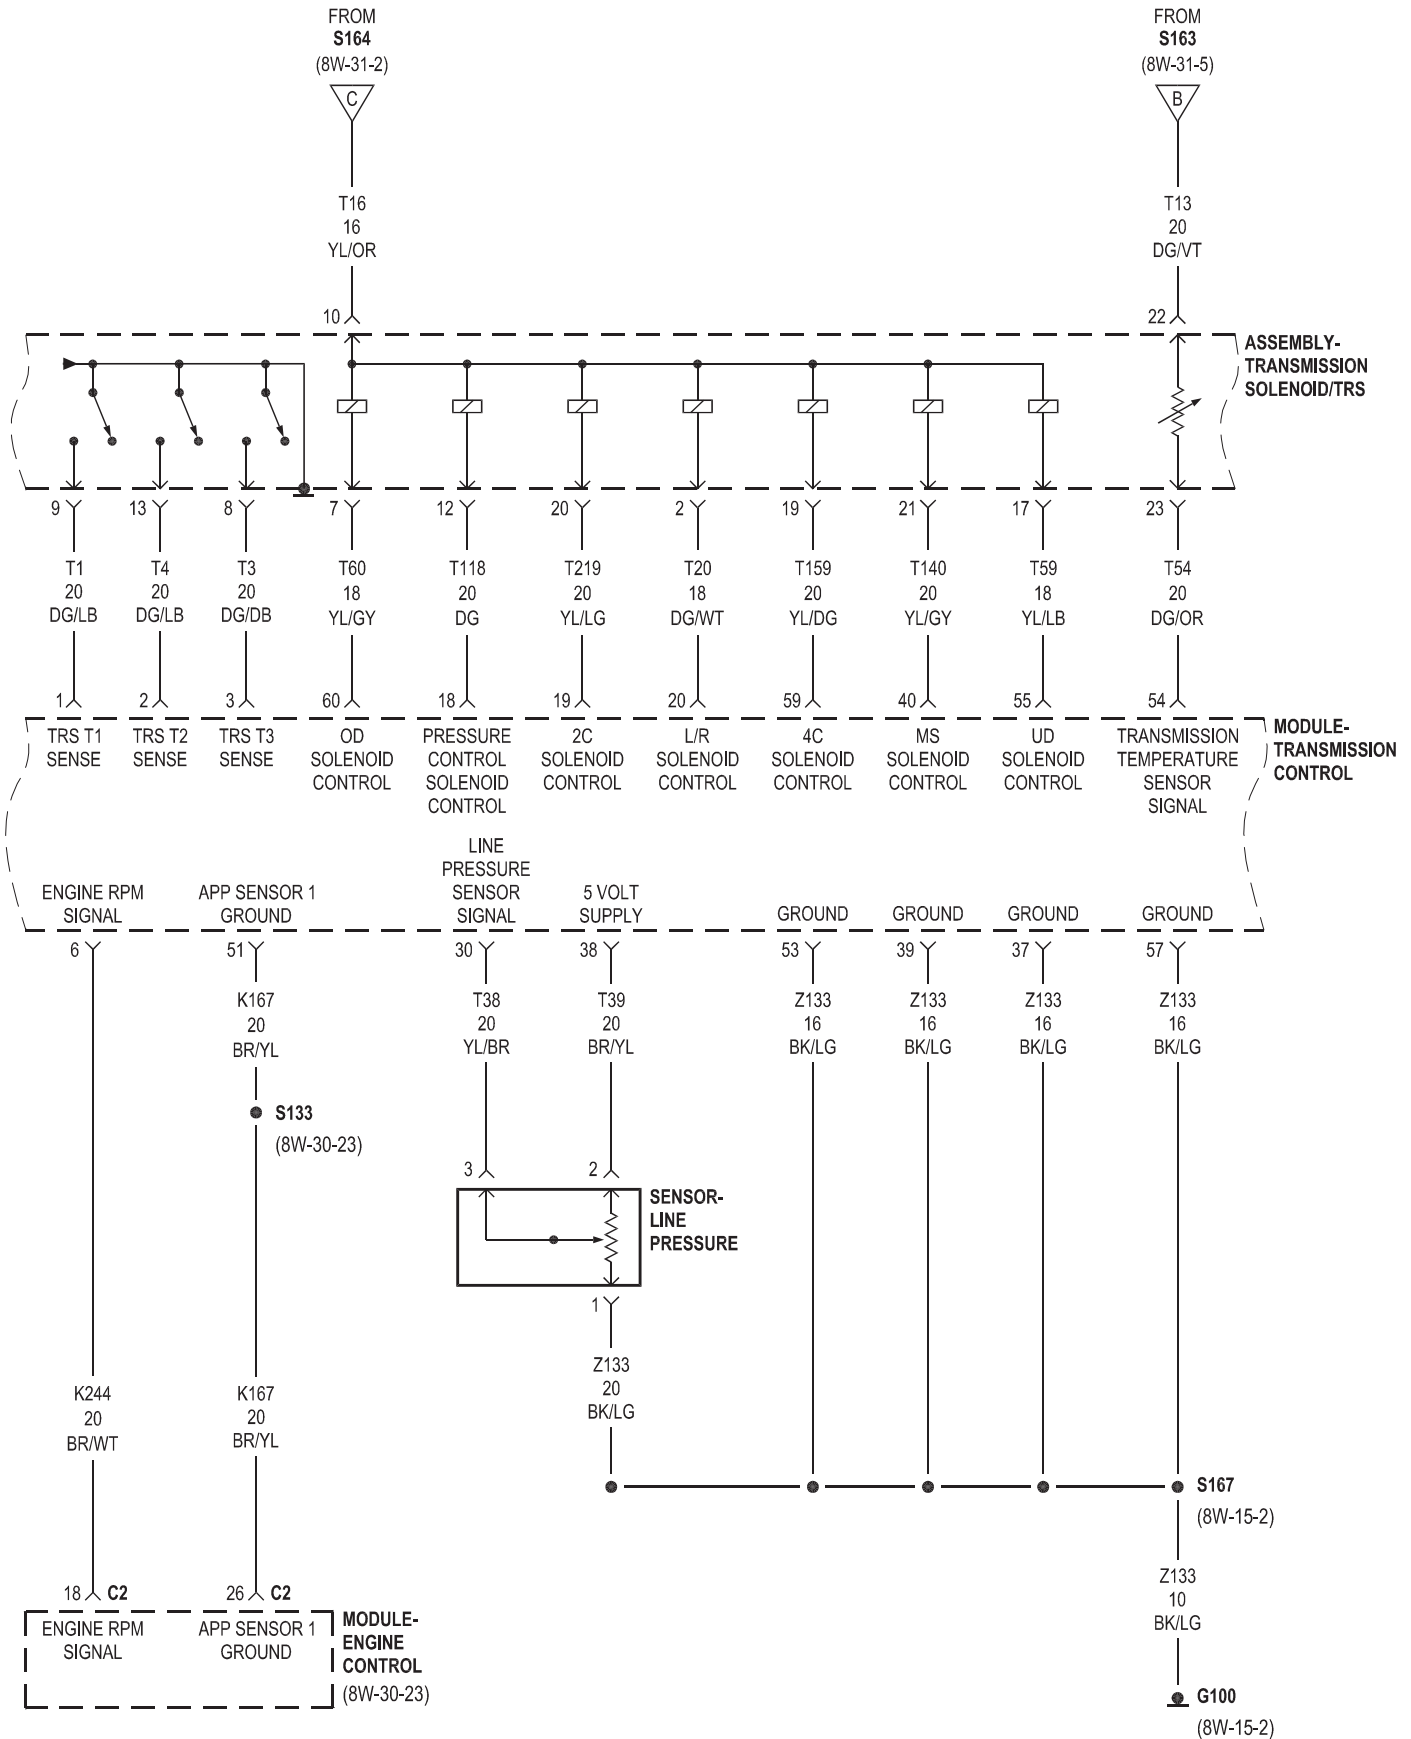 FROM
S164
(8W-31-2)
C
FROM
S163
(8W-31-5)
B
T16
16
YL/OR
T13
20
DG/VT
10
22
ASSEMBLY-
TRANSMISSION
SOLENOID/TRS
9 13 8 7 12 20 2 19 21 17 23
T1 T4 T3 T60 T118 T219 T20 T159 T140 T59 T54
20 20 20 18 20 20 18 20 20 18 20
DG/LB DG/LB DG/DB YL/GY DG YL/LG DG/WT YL/DG YL/GY YL/LB DG/OR
1 2 3 60 18 19 20 59 40 55 54
TRS T1
SENSE
TRS T2
SENSE
TRS T3
SENSE
OD
SOLENOID
CONTROL
PRESSURE
CONTROL
SOLENOID
CONTROL
2C
SOLENOID
CONTROL
L/R
SOLENOID
CONTROL
4C
SOLENOID
CONTROL
MS
SOLENOID
CONTROL
UD
SOLENOID
CONTROL
TRANSMISSION
TEMPERATURE
SENSOR
SIGNAL
MODULE-
TRANSMISSION
CONTROL
ENGINE RPM
SIGNAL
APP SENSOR 1
GROUND
LINE
PRESSURE
SENSOR
SIGNAL
5 VOLT
SUPPLY
GROUND
GROUND
GROUND
GROUND
6 51 30 38 53 39 37 57
K167 T38 T39 Z133 Z133 Z133 Z133
20 20 20 16 16 16 16
BR/YL YL/BR BR/YL BK/LG BK/LG BK/LG BK/LG
S133
(8W-30-23)
3 2
SENSOR-
LINE
PRESSURE
1
Z133
20
BK/LG
K244
20
BR/WT
K167
20
BR/YL
S167
(8W-15-2)
Z133
10
BK/LG
G100
(8W-15-2)
18 C2
26 C2
ENGINE RPM
SIGNAL
APP SENSOR 1
GROUND
MODULE-
ENGINE
CONTROL
(8W-30-23)